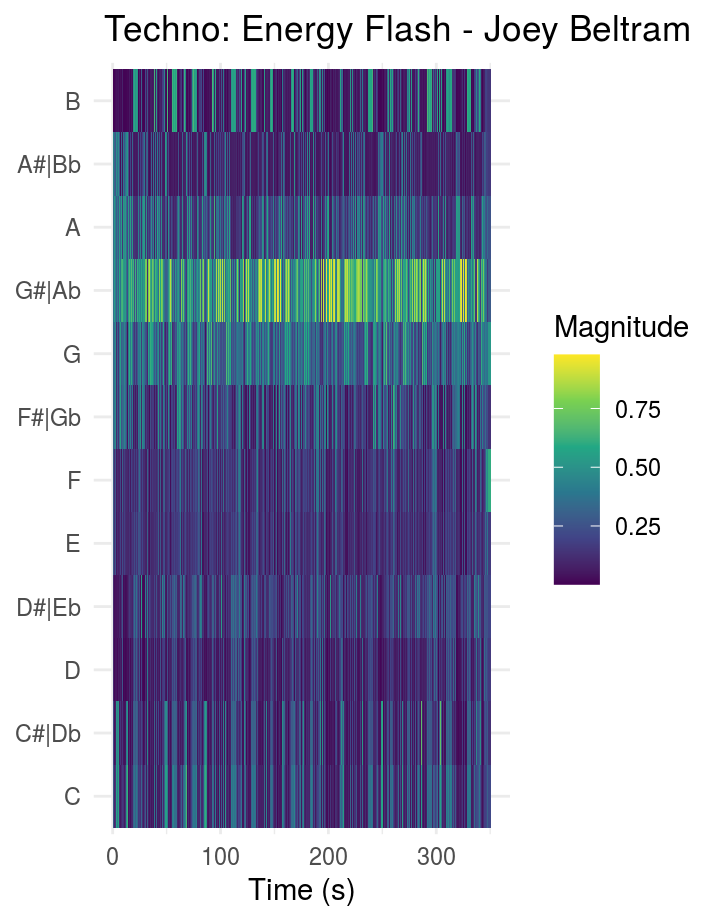 Techno: Energy Flash - Joey Beltram
B
A#|Bb
A
G#|Ab
G
F#|Gb
F
E
D#|Eb
D
C#|Db
C
0 100 200 300
Time (s)
Magnitude
0.75
0.50
0.25